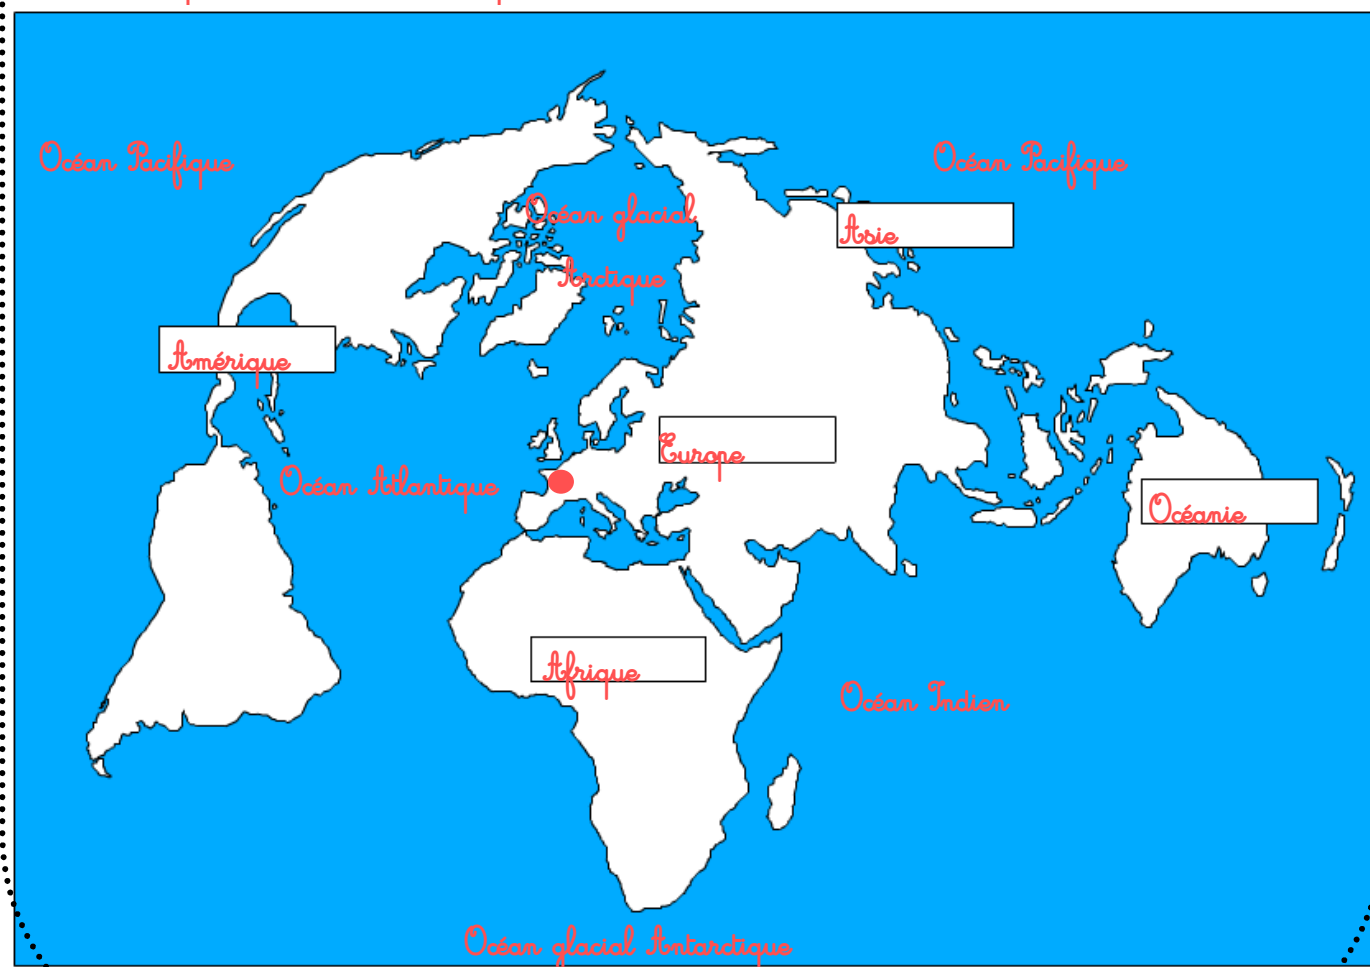 Océan Pacifique
Océan Pacifique
Océan glacial
Arctique
Asie
Amérique
Europe
Océan Atlantique
Océanie
Afrique
Océan Indien
Océan glacial Antarctique